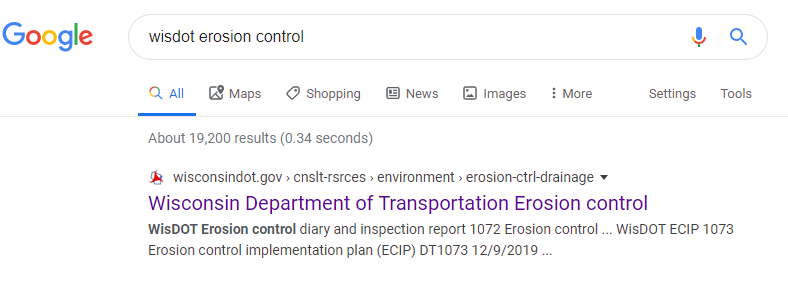 Google
wisdot erosion control
All Maps Shopping News Images More Settings Tools
About 19,200 results (0.34 seconds)
wisconsindot.gov › cnslt-rsrces › environment › erosion-ctrl-drainage
Wisconsin Department of Transportation Erosion control
WisDOT Erosion control diary and inspection report 1072 Erosion control ... WisDOT ECIP 1073
Erosion control implementation plan (ECIP) DT1073 12/9/2019 ...